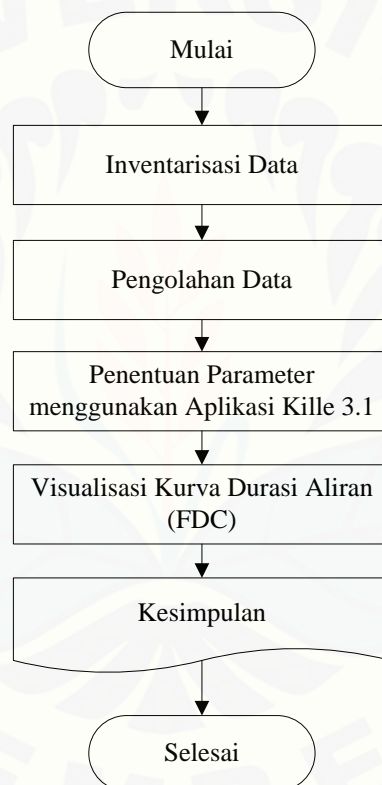 Mulai
Inventarisasi Data
Pengolahan Data
Penentuan Parameter
menggunakan Aplikasi Kille 3.1
Visualisasi Kurva Durasi Aliran
(FDC)
Kesimpulan
Selesai